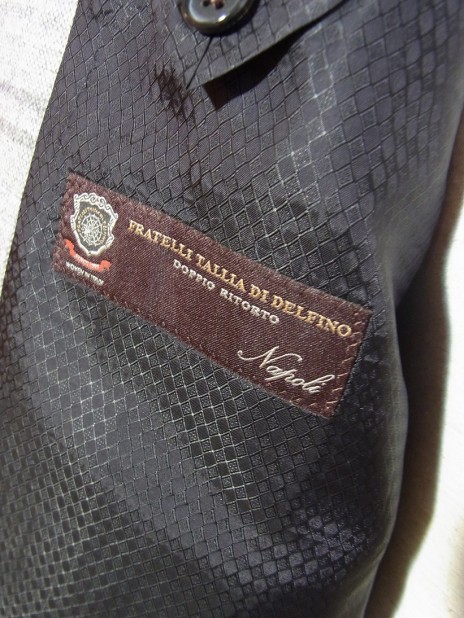 FRATELLI TALLIA DI DELFINO
DOPPIO RITORTO
Napoli